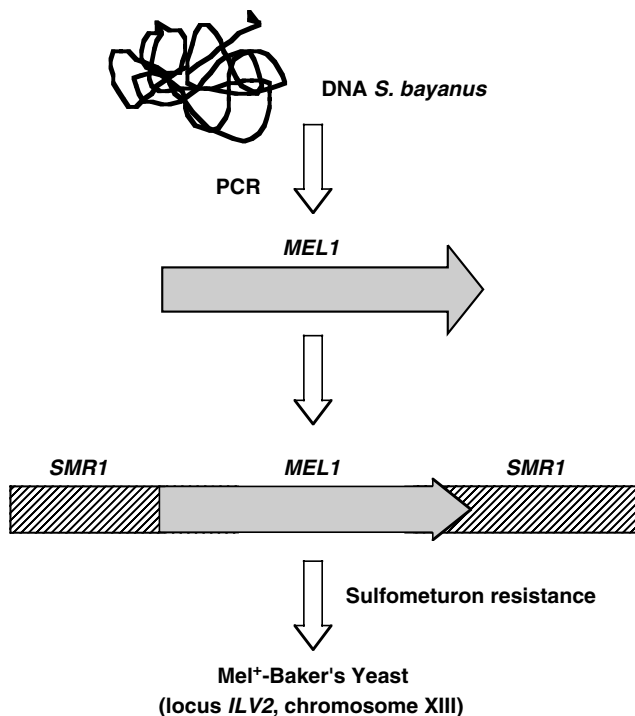 DNA S. bayanus
PCR
MEL1
SMR1 MEL1 SMR1
Sulfometuron resistance
Mel⁺-Baker's Yeast
(locus ILV2, chromosome XIII)